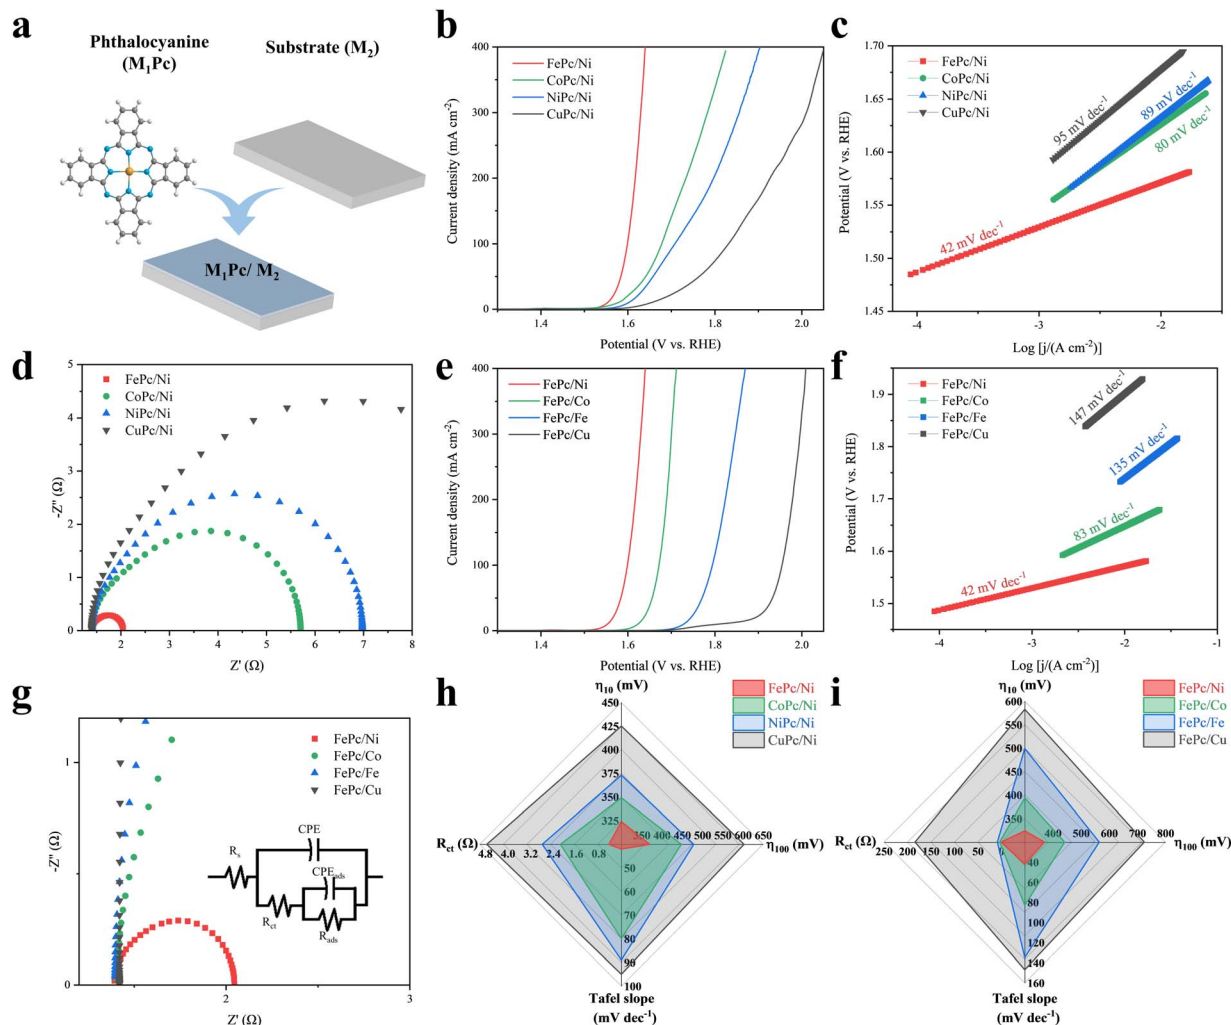 a
Phthalocyanine
(M₁Pc)
Substrate (M₂)
M₁Pc/ M₂
b
FePc/Ni
CoPc/Ni
NiPc/Ni
CuPc/Ni
Current density (mA cm⁻²)
400
300
200
100
0
1.4 1.6 1.8 2.0
Potential (V vs. RHE)
c
FePc/Ni
CoPc/Ni
NiPc/Ni
CuPc/Ni
95 mV dec⁻¹
89 mV dec⁻¹
80 mV dec⁻¹
42 mV dec⁻¹
Potential (V vs. RHE)
1.70
1.65
1.60
1.55
1.50
1.45
-4 -3 -2
Log [j/(A cm⁻²)]
d
FePc/Ni
CoPc/Ni
NiPc/Ni
CuPc/Ni
-Z" (Ω)
5
4
3
2
1
0
2 3 4 5 6 7 8
Z' (Ω)
e
FePc/Ni
FePc/Co
FePc/Fe
FePc/Cu
Current density (mA cm⁻²)
400
300
200
100
0
1.4 1.6 1.8 2.0
Potential (V vs. RHE)
f
FePc/Ni
FePc/Co
FePc/Fe
FePc/Cu
147 mV dec⁻¹
135 mV dec⁻¹
83 mV dec⁻¹
42 mV dec⁻¹
Potential (V vs. RHE)
1.9
1.8
1.7
1.6
1.5
-4 -3 -2 -1
Log [j/(A cm⁻²)]
g
FePc/Ni
FePc/Co
FePc/Fe
FePc/Cu
CPE
Rₛ
CPEₐdₛ
R꜀ₜ
Rₐdₛ
-Z" (Ω)
1
0
2 3
Z' (Ω)
h
η₁₀ (mV)
FePc/Ni
CoPc/Ni
NiPc/Ni
CuPc/Ni
450
425
400
375
350
325
R꜀ₜ (Ω)
4.8 4.0 3.2 2.4 1.6 0.8
350 400 450 500 550 600 650
η₁₀₀ (mV)
60
60
70
80
90
100
Tafel slope
(mV dec⁻¹)
i
η₁₀ (mV)
FePc/Ni
FePc/Co
FePc/Fe
FePc/Cu
600
550
500
450
400
350
R꜀ₜ (Ω)
250 200 150 100 50
400 500 600 700 800
η₁₀₀ (mV)
40
60
80
100
120
140
160
Tafel slope
(mV dec⁻¹)